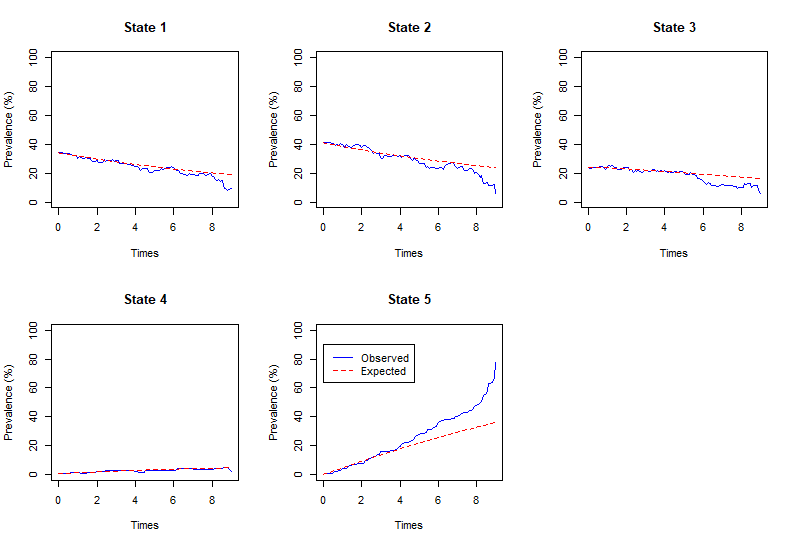 State 1
State 2
State 3
Prevalence (%)
0 20 40 60 80 100
0 2 4 6 8
Times
Prevalence (%)
0 20 40 60 80 100
0 2 4 6 8
Times
Prevalence (%)
0 20 40 60 80 100
0 2 4 6 8
Times
State 4
State 5
Prevalence (%)
0 20 40 60 80 100
0 2 4 6 8
Times
Prevalence (%)
0 20 40 60 80 100
Observed
Expected
0 2 4 6 8
Times